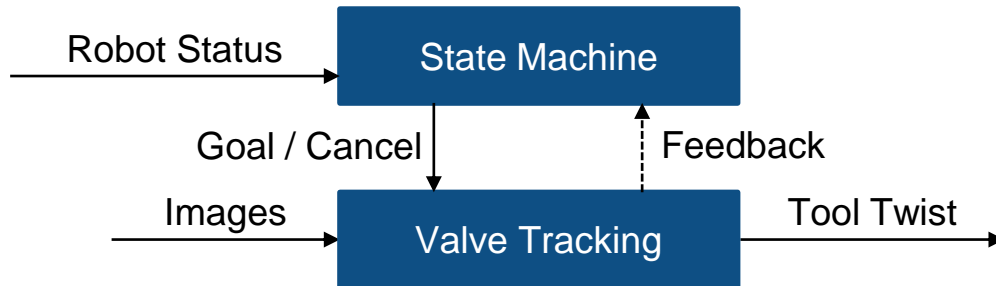 Robot Status
State Machine
Goal / Cancel
Feedback
Images
Valve Tracking
Tool Twist